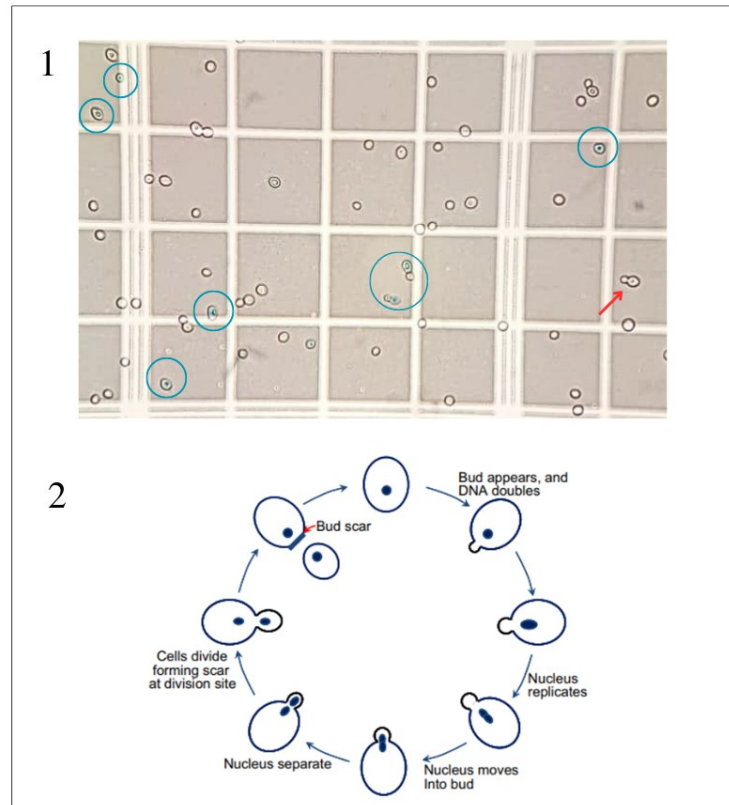 1
2
Bud appears, and
DNA doubles
Bud scar
Cells divide
forming scar
at division site
Nucleus
replicates
Nucleus separate
Nucleus moves
Into bud